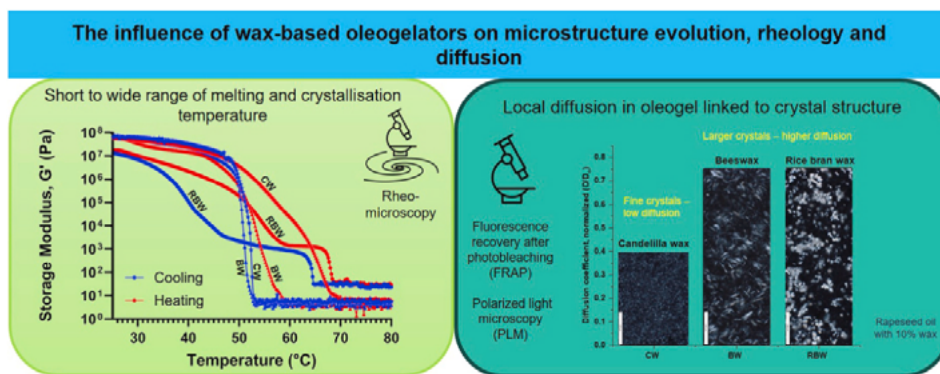 The influence of wax-based oleogelators on microstructure evolution, rheology and
diffusion
Short to wide range of melting and crystallisation
temperature
Storage Modulus, G' (Pa)
10⁸
10⁷
10⁶
10⁵
10⁴
10³
10²
10¹
10⁰
CW
RBW
RBW
BW
CW
BW
Cooling
Heating
30
40
50
60
70
80
Temperature (°C)
Rheo-
microscopy
Local diffusion in oleogel linked to crystal structure
Larger crystals – higher diffusion
Fluorescence
recovery after
photobleaching
(FRAP)
Polarized light
microscopy
(PLM)
Diffusion coefficient, normalized (D/D₀)
0.8
0.7
0.6
0.5
0.4
0.3
0.2
0.1
0.0
Fine crystals –
low diffusion
Candelilla wax
Beeswax
Rice bran wax
CW
BW
RBW
Rapeseed oil
with 10% wax